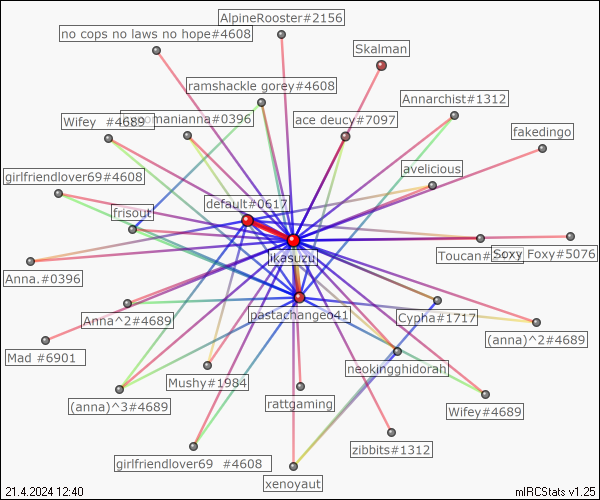 AlpineRooster#2156
no cops no laws no hope#4608
Skalman
ramshackle gorey#4608
Annarchist#1312
Wifey #4689
omanianna#0396
ace deucy#7097
fakedingo
girlfriendlover69#4608
avelicious
default#0617
frisout
Toucan#
Soxy Foxy#5076
Anna.#0396
likasuzu
Anna^2#4689
pastachangeo41
Cypha#1717
(anna)^2#4689
Mad #6901
neokingghidorah
Mushy#1984
(anna)^3#4689
rattgaming
Wifey#4689
zibbits#1312
girlfriendlover69 #4608
xenoyaut
21.4.2024 12:40
mIRCStats v1.25